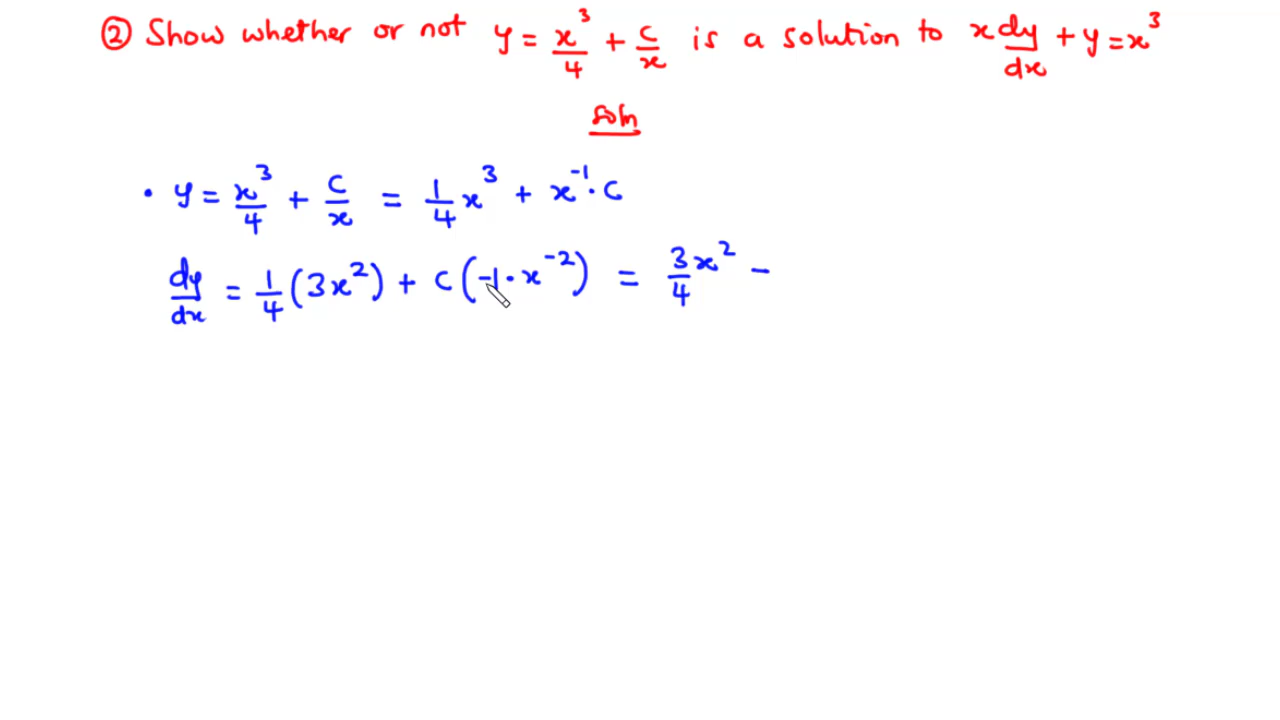 ② Show whether or not y = x³/4 + c/x is a solution to x dy/dx + y = x³
soln
• y = x³/4 + c/x = 1/4 x³ + x⁻¹ · c
dy/dx = 1/4 (3x²) + c(-1 · x⁻²) = 3/4 x² −